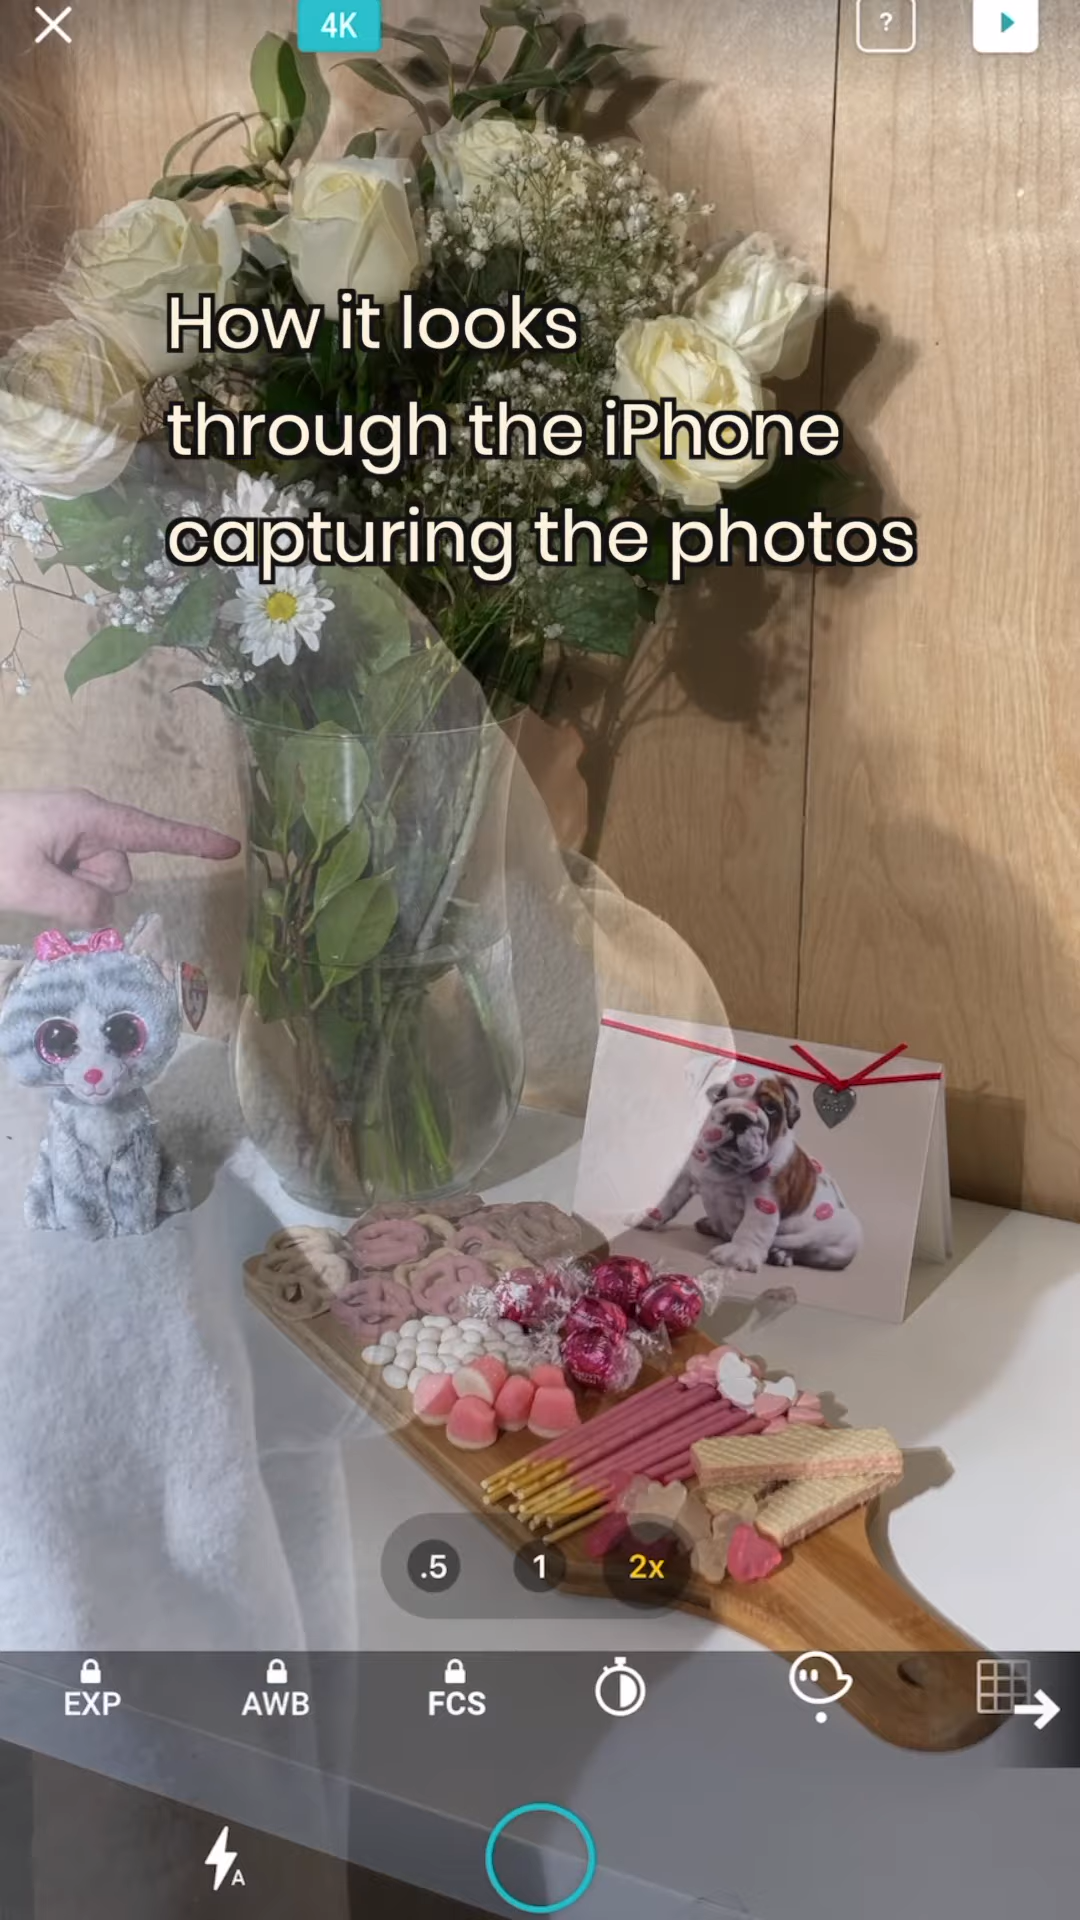 4K
?
How it looks
through the iPhone
capturing the photos
.5 1 2x
EXP AWB FCS
A